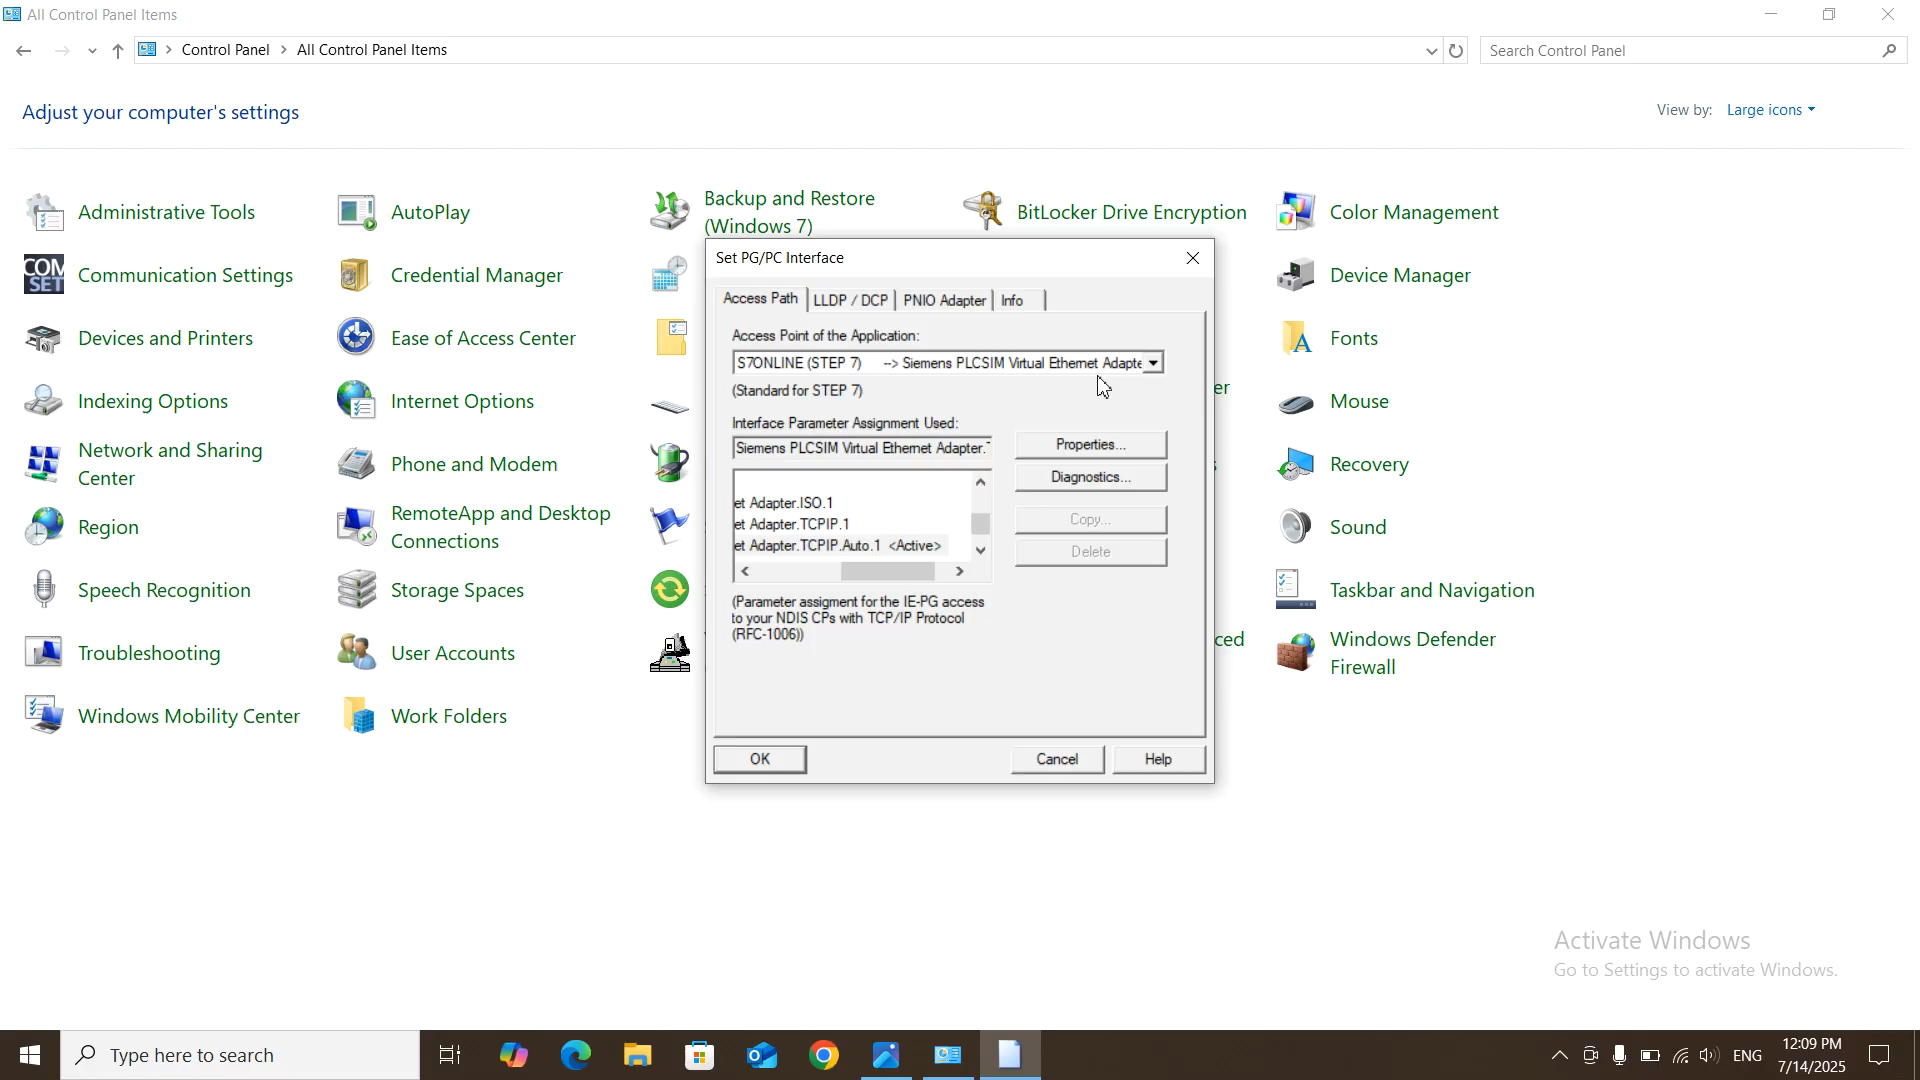 All Control Panel Items
Control Panel > All Control Panel Items
Search Control Panel
Adjust your computer's settings
View by: Large icons
Administrative Tools
AutoPlay
Backup and Restore
(Windows 7)
BitLocker Drive Encryption
Color Management
COM
SET
Communication Settings
Credential Manager
Device Manager
Devices and Printers
Ease of Access Center
Fonts
Indexing Options
Internet Options
er
Mouse
Network and Sharing
Center
Phone and Modem
Recovery
Region
RemoteApp and Desktop
Connections
Sound
Speech Recognition
Storage Spaces
Taskbar and Navigation
Troubleshooting
User Accounts
ced
Windows Defender
Firewall
Windows Mobility Center
Work Folders
Set PG/PC Interface
Access Path
LLDP / DCP
PNIO Adapter
Info
Access Point of the Application:
S7ONLINE (STEP 7) --> Siemens PLCSIM Virtual Ethernet Adapte
(Standard for STEP 7)
Interface Parameter Assignment Used:
Siemens PLCSIM Virtual Ethernet Adapter.
Properties...
Diagnostics...
Copy...
Delete
et Adapter.ISO.1
et Adapter.TCPIP.1
et Adapter.TCPIP.Auto.1 <Active>
(Parameter assigment for the IE-PG access
to your NDIS CPs with TCP/IP Protocol
(RFC-1006))
OK
Cancel
Help
Activate Windows
Go to Settings to activate Windows.
Type here to search
ENG
12:09 PM
7/14/2025